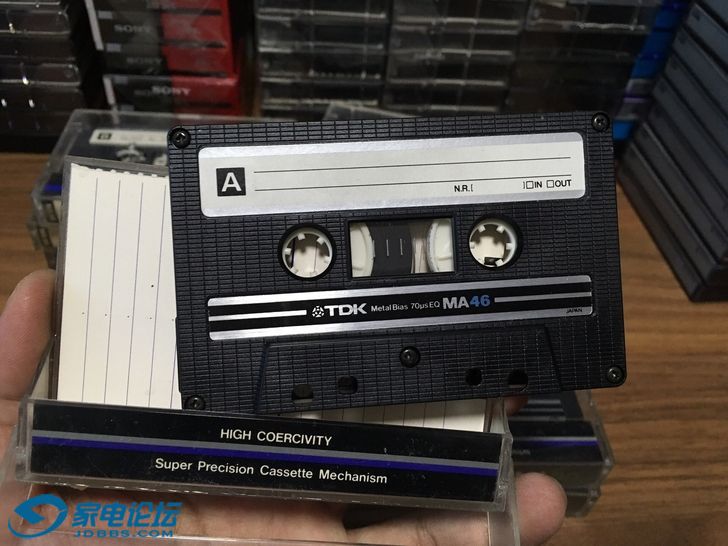 SONY
SONY
A
N.R.[ ]□IN □OUT
TDK Metal Bias 70μs EQ MA46
JAPAN
HIGH COERCIVITY
Super Precision Cassette Mechanism
家电论坛
JDBBS.COM